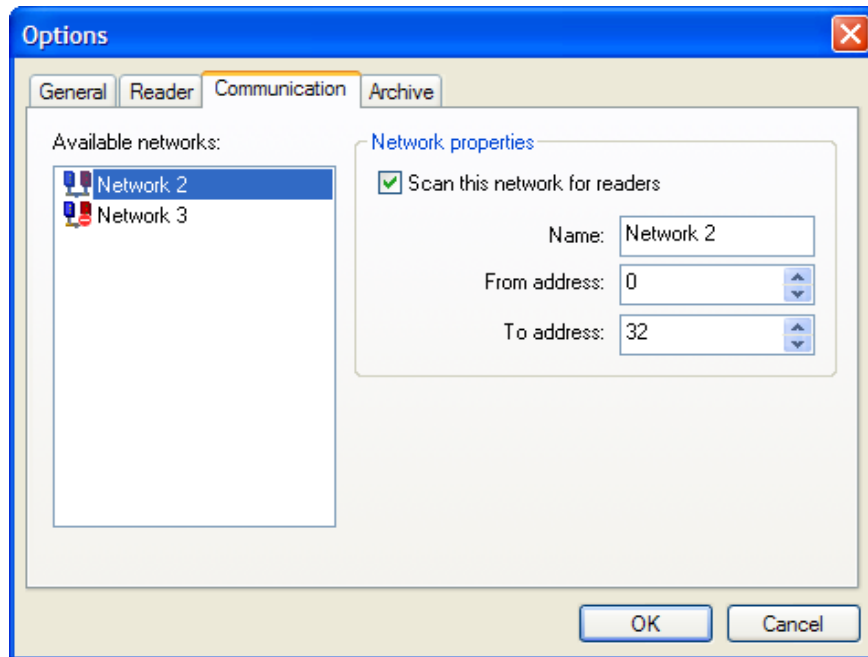 Options
General Reader Communication Archive
Available networks:
Network 2
Network 3
Network properties
Scan this network for readers
Name: Network 2
From address: 0
To address: 32
OK Cancel